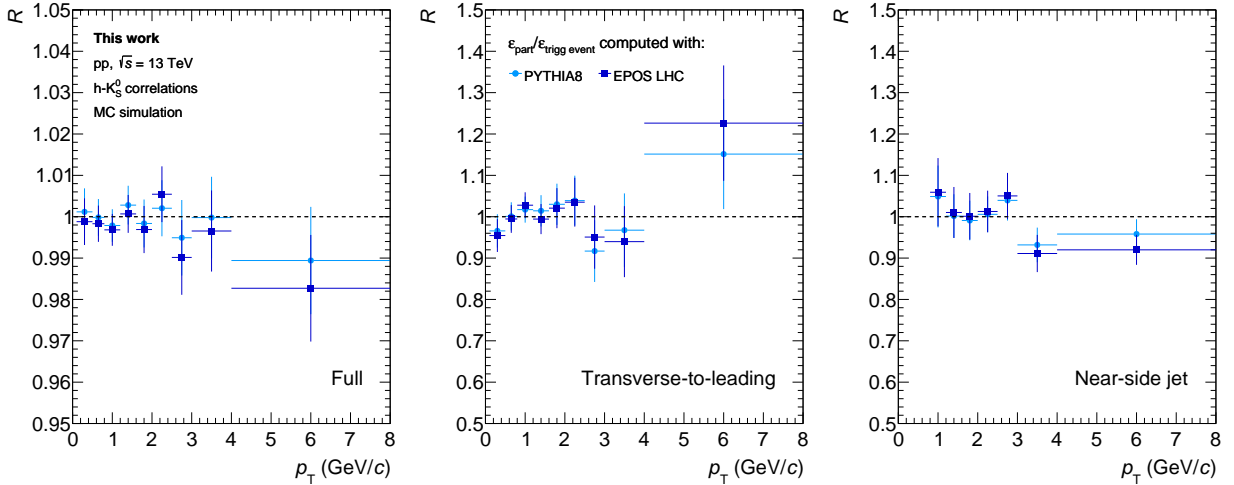 R
1.05
1.04
1.03
1.02
1.01
1
0.99
0.98
0.97
0.96
0.95
This work
pp, √s = 13 TeV
h-K⁰_S correlations
MC simulation
Full
0 1 2 3 4 5 6 7 8
p_T (GeV/c)
R
1.5
1.4
1.3
1.2
1.1
1
0.9
0.8
0.7
0.6
0.5
ε_part/ε_trigg event computed with:
PYTHIA8 EPOS LHC
Transverse-to-leading
0 1 2 3 4 5 6 7 8
p_T (GeV/c)
R
1.5
1.4
1.3
1.2
1.1
1
0.9
0.8
0.7
0.6
0.5
Near-side jet
0 1 2 3 4 5 6 7 8
p_T (GeV/c)